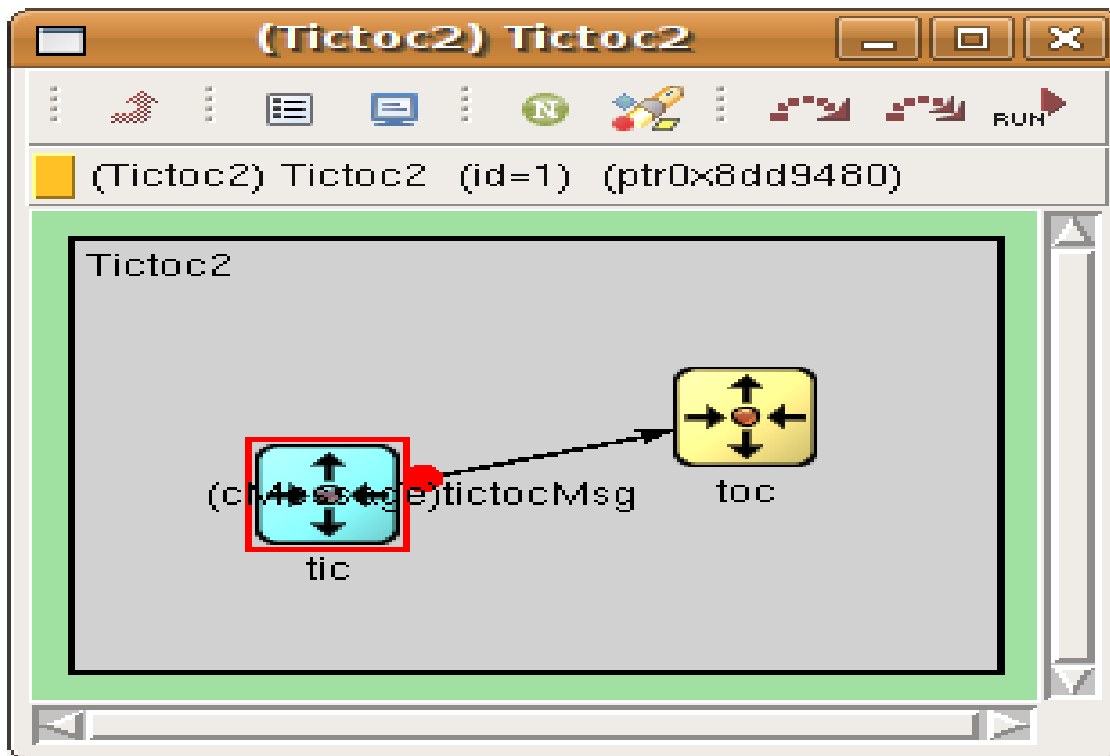 (Tictoc2) Tictoc2
N
RUN
(Tictoc2) Tictoc2 (id=1) (ptr0x8dd9480)
Tictoc2
(cMessage)tictocMsg
toc
tic